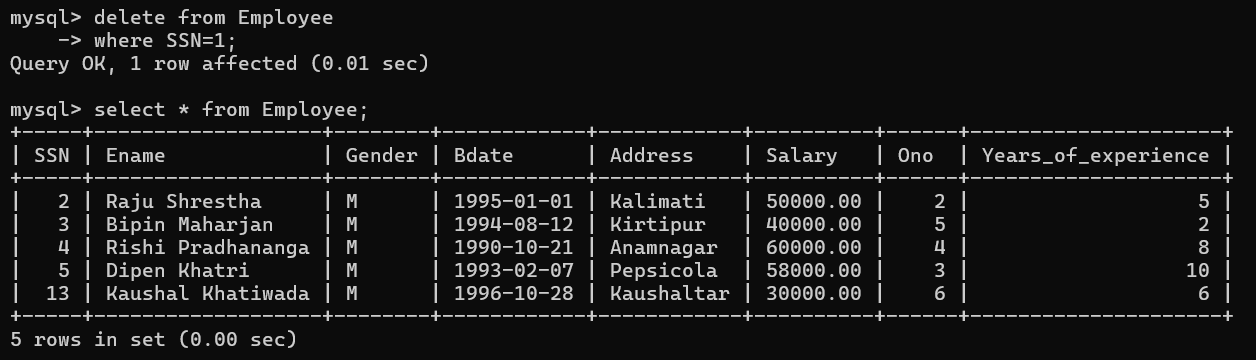 mysql> delete from Employee
    -> where SSN=1;
Query OK, 1 row affected (0.01 sec)

mysql> select * from Employee;
+-----+-------------------+--------+------------+------------+----------+------+---------------------+
| SSN | Ename             | Gender | Bdate      | Address    | Salary   | Ono  | Years_of_experience |
+-----+-------------------+--------+------------+------------+----------+------+---------------------+
|   2 | Raju Shrestha     | M      | 1995-01-01 | Kalimati   | 50000.00 |    2 |                   5 |
|   3 | Bipin Maharjan    | M      | 1994-08-12 | Kirtipur   | 40000.00 |    5 |                   2 |
|   4 | Rishi Pradhananga | M      | 1990-10-21 | Anamnagar  | 60000.00 |    4 |                   8 |
|   5 | Dipen Khatri      | M      | 1993-02-07 | Pepsicola  | 58000.00 |    3 |                  10 |
|  13 | Kaushal Khatiwada | M      | 1996-10-28 | Kaushaltar | 30000.00 |    6 |                   6 |
+-----+-------------------+--------+------------+------------+----------+------+---------------------+
5 rows in set (0.00 sec)